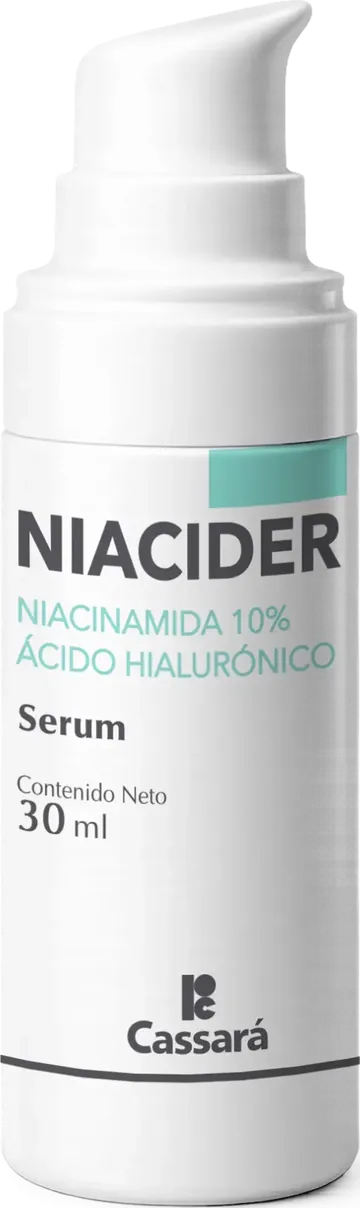 NIACIDER
NIACINAMIDA 10%
ÁCIDO HIALURÓNICO
Serum
Contenido Neto
30 ml
Cassará